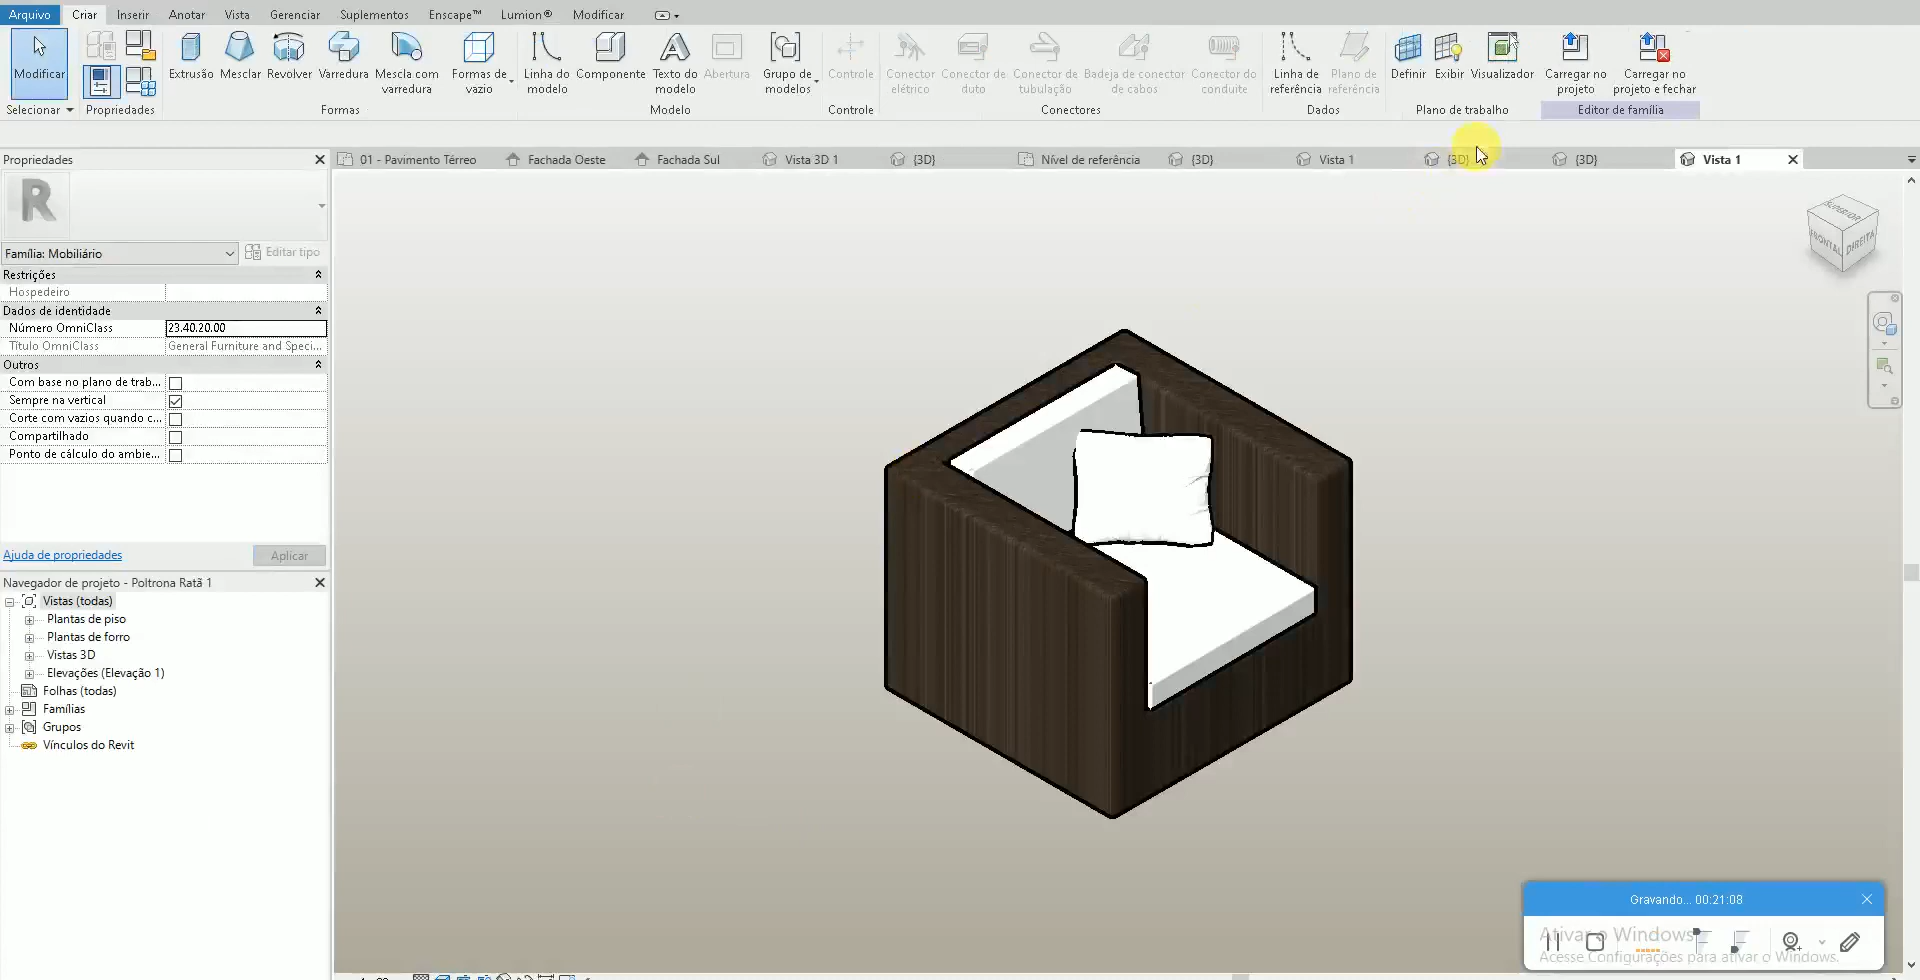 Arquivo Criar Inserir Anotar Vista Gerenciar Suplementos Enscape™ Lumion® Modificar
Modificar Extrusão Mesclar Revolver Varredura Mescla com varredura Formas de vazio Linha do modelo Componente Texto do modelo Abertura Grupo de modelos Controle Conector elétrico Conector de duto Conector de tubulação Badeja de conector de cabos Conector do conduite Linha de referência Plano de referência Definir Exibir Visualizador Carregar no projeto Carregar no projeto e fechar
Selecionar Propriedades Formas Modelo Controle Conectores Dados Plano de trabalho Editor de família
Propriedades 01 - Pavimento Térreo Fachada Oeste Fachada Sul Vista 3D 1 {3D} Nível de referência {3D} Vista 1 {3D} {3D} Vista 1
R
Família: Mobiliário Editar tipo
SUPERIOR
FRONTAL DIREITA
Restrições
Hospedeiro
Dados de identidade
Número OmniClass 23.40.20.00
Título OmniClass General Furniture and Speci...
Outros
Com base no plano de trab...
Sempre na vertical
Corte com vazios quando c...
Compartilhado
Ponto de cálculo do ambie...
Ajuda de propriedades Aplicar
Navegador de projeto - Poltrona Ratã 1
Vistas (todas)
Plantas de piso
Plantas de forro
Vistas 3D
Elevações (Elevação 1)
Folhas (todas)
Famílias
Grupos
Vínculos do Revit
Gravando... 00:21:08
Ativar o Windows
Acesse Configurações para ativar o Windows.